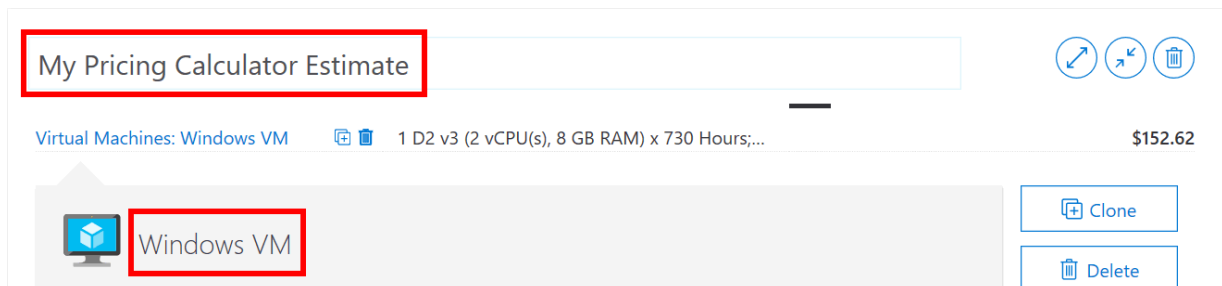 My Pricing Calculator Estimate
Virtual Machines: Windows VM 1 D2 v3 (2 vCPU(s), 8 GB RAM) x 730 Hours;... $152.62
Windows VM
Clone
Delete